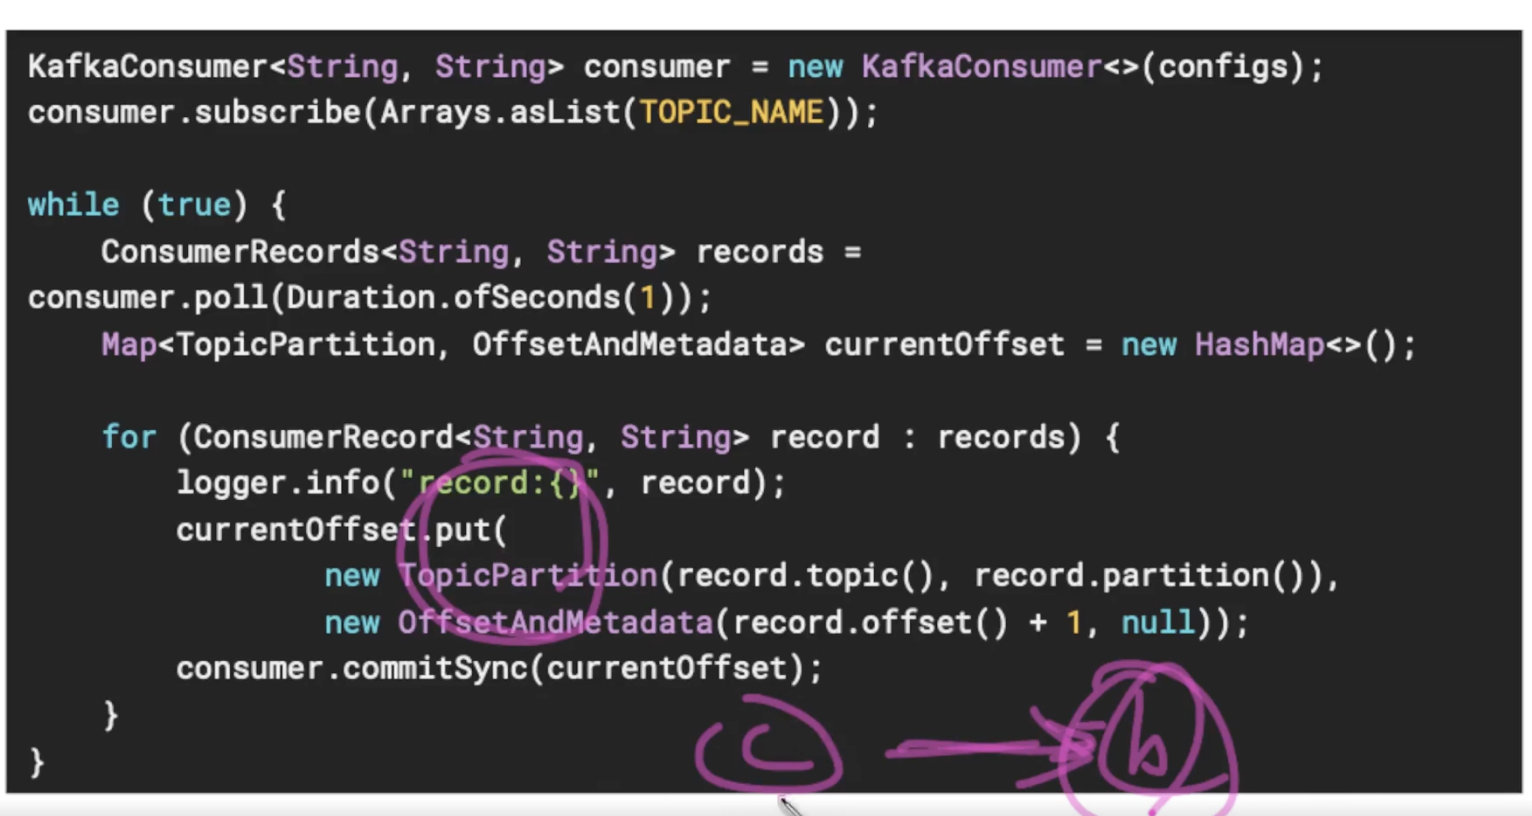 KafkaConsumer<String, String> consumer = new KafkaConsumer<>(configs);
consumer.subscribe(Arrays.asList(TOPIC_NAME));
while (true) {
    ConsumerRecords<String, String> records =
consumer.poll(Duration.ofSeconds(1));
    Map<TopicPartition, OffsetAndMetadata> currentOffset = new HashMap<>();
    for (ConsumerRecord<String, String> record : records) {
        logger.info("record:{}", record);
        currentOffset.put(
                new TopicPartition(record.topic(), record.partition()),
                new OffsetAndMetadata(record.offset() + 1, null));
        consumer.commitSync(currentOffset);
    }
}
C b